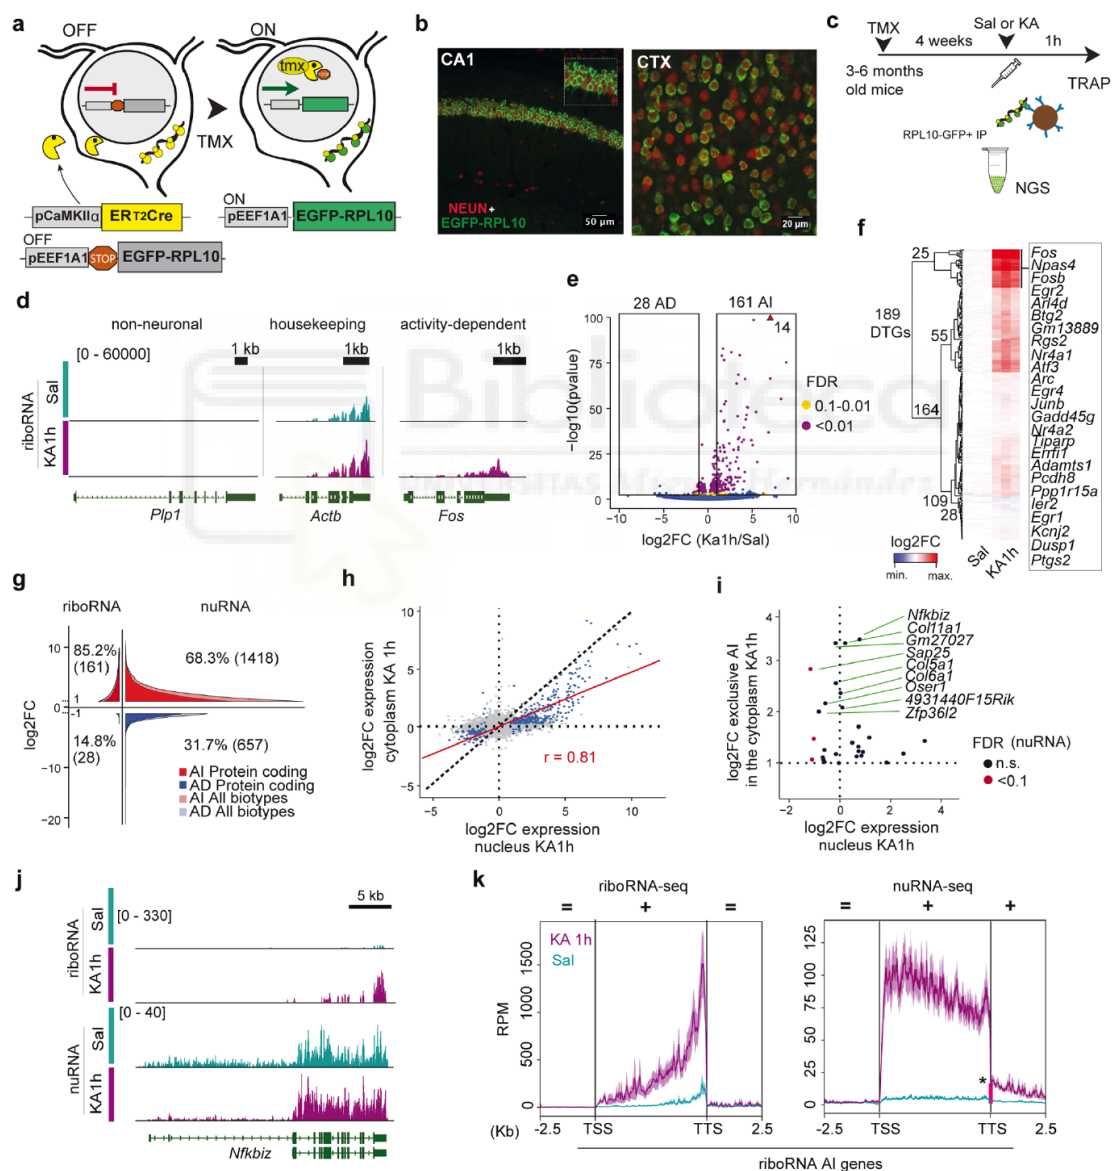 a
OFF
ON
tmx
STOP
TMX
pCaMKIIα
ERT2Cre
OFF
pEEF1A1
STOP
EGFP-RPL10
ON
pEEF1A1
EGFP-RPL10
b
CA1
NEUN+
EGFP-RPL10
50 µm
CTX
20 µm
c
TMX
Sal or KA
4 weeks
1h
3-6 months
old mice
TRAP
RPL10-GFP+ IP
NGS
d
non-neuronal
housekeeping
activity-dependent
[0 - 60000]
1 kb
1kb
1kb
riboRNA
Sal
KA1h
Plp1
Actb
Fos
e
28 AD
161 AI
14
−log10(pvalue)
100
75
50
25
0
−10
−5
0
5
10
log2FC (Ka1h/Sal)
FDR
0.1-0.01
<0.01
f
25
189
DTGs
55
164
109
28
Fos
Npas4
Fosb
Egr2
Arl4d
Btg2
Gm13889
Rgs2
Nr4a1
Atf3
Arc
Egr4
Junb
Gadd45g
Nr4a2
Tiparp
Errfi1
Adamts1
Pcdh8
Ppp1r15a
Ier2
Egr1
Kcnj2
Dusp1
Ptgs2
log2FC
min.
max.
Sal
KA1h
Biblioteca
UNIVERSITAS Miguel Hernández
g
riboRNA
nuRNA
85.2%
(161)
68.3% (1418)
14.8%
(28)
31.7% (657)
log2FC
10
1
−1
−10
−20
AI Protein coding
AD Protein coding
AI All biotypes
AD All biotypes
h
log2FC expression
cytoplasm KA 1h
10
5
0
−5
r = 0.81
−5
0
5
10
log2FC expression
nucleus KA1h
i
log2FC exclusive AI
in the cytoplasm KA1h
4
3
2
1
−2
0
2
4
log2FC expression
nucleus KA1h
Nfkbiz
Col11a1
Gm27027
Sap25
Col5a1
Col6a1
Oser1
4931440F15Rik
Zfp36l2
FDR (nuRNA)
n.s.
<0.1
j
5 kb
riboRNA
Sal
KA1h
[0 - 330]
nuRNA
Sal
KA1h
[0 - 40]
Nfkbiz
k
riboRNA-seq
= + =
KA 1h
Sal
RPM
1500
1000
500
0
(Kb)
-2.5
TSS
TTS
2.5
nuRNA-seq
= + +
125
100
75
50
25
0
*
-2.5
TSS
TTS
2.5
riboRNA AI genes